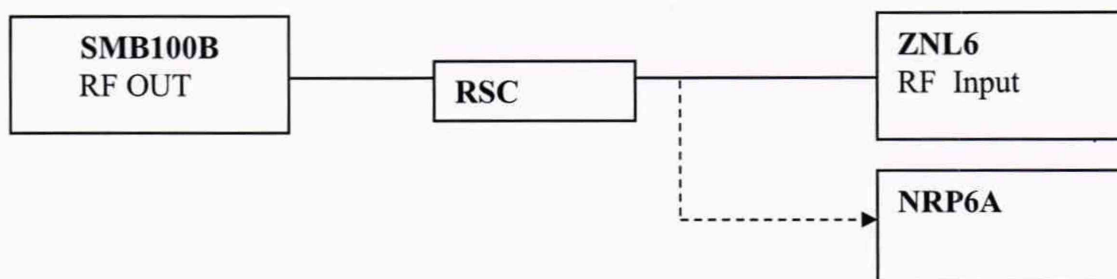 SMB100B
RF OUT
RSC
ZNL6
RF Input
NRP6A